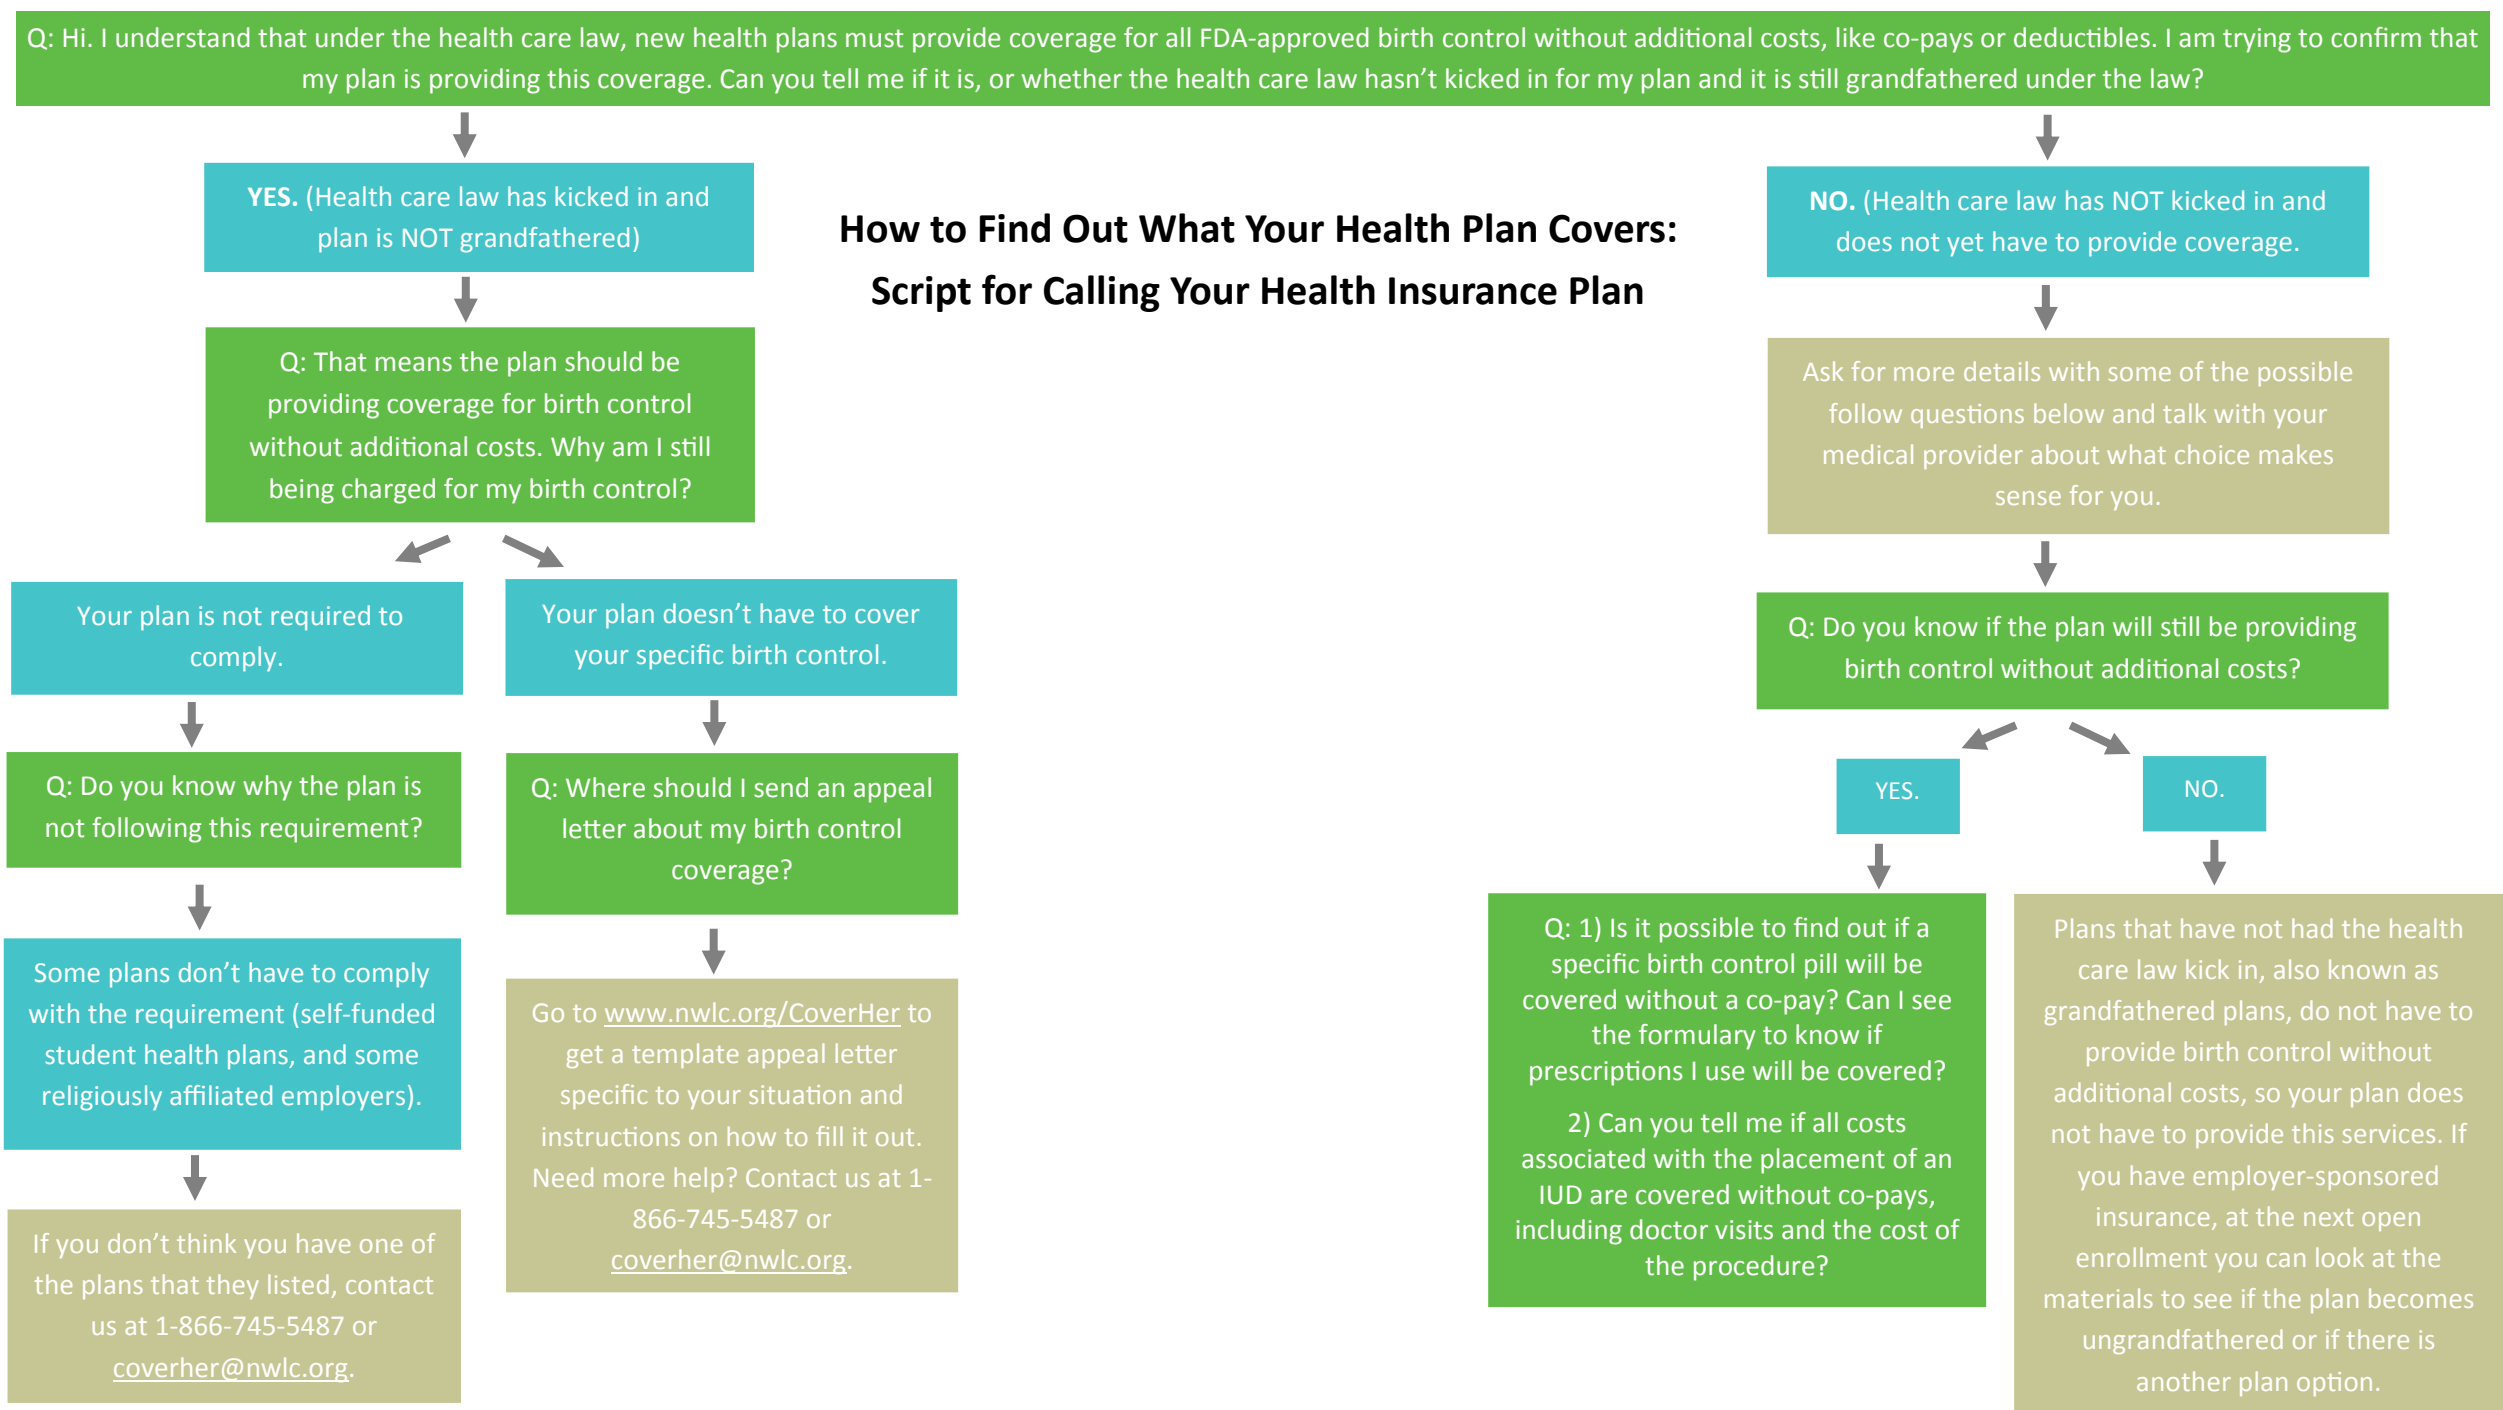 Q: Hi. I understand that under the health care law, new health plans must provide coverage for all FDA-approved birth control without additional costs, like co-pays or deductibles. I am trying to confirm that
my plan is providing this coverage. Can you tell me if it is, or whether the health care law hasn’t kicked in for my plan and it is still grandfathered under the law?
How to Find Out What Your Health Plan Covers:
Script for Calling Your Health Insurance Plan
YES. (Health care law has kicked in and
plan is NOT grandfathered)
Q: That means the plan should be
providing coverage for birth control
without additional costs. Why am I still
being charged for my birth control?
Your plan is not required to
comply.
Q: Do you know why the plan is
not following this requirement?
Some plans don’t have to comply
with the requirement (self-funded
student health plans, and some
religiously affiliated employers).
If you don’t think you have one of
the plans that they listed, contact
us at 1-866-745-5487 or
coverher@nwlc.org.
Your plan doesn’t have to cover
your specific birth control.
Q: Where should I send an appeal
letter about my birth control
coverage?
Go to www.nwlc.org/CoverHer to
get a template appeal letter
specific to your situation and
instructions on how to fill it out.
Need more help? Contact us at 1-
866-745-5487 or
coverher@nwlc.org.
NO. (Health care law has NOT kicked in and
does not yet have to provide coverage.
Ask for more details with some of the possible
follow questions below and talk with your
medical provider about what choice makes
sense for you.
Q: Do you know if the plan will still be providing
birth control without additional costs?
YES.
Q: 1) Is it possible to find out if a
specific birth control pill will be
covered without a co-pay? Can I see
the formulary to know if
prescriptions I use will be covered?
2) Can you tell me if all costs
associated with the placement of an
IUD are covered without co-pays,
including doctor visits and the cost of
the procedure?
NO.
Plans that have not had the health
care law kick in, also known as
grandfathered plans, do not have to
provide birth control without
additional costs, so your plan does
not have to provide this services. If
you have employer-sponsored
insurance, at the next open
enrollment you can look at the
materials to see if the plan becomes
ungrandfathered or if there is
another plan option.